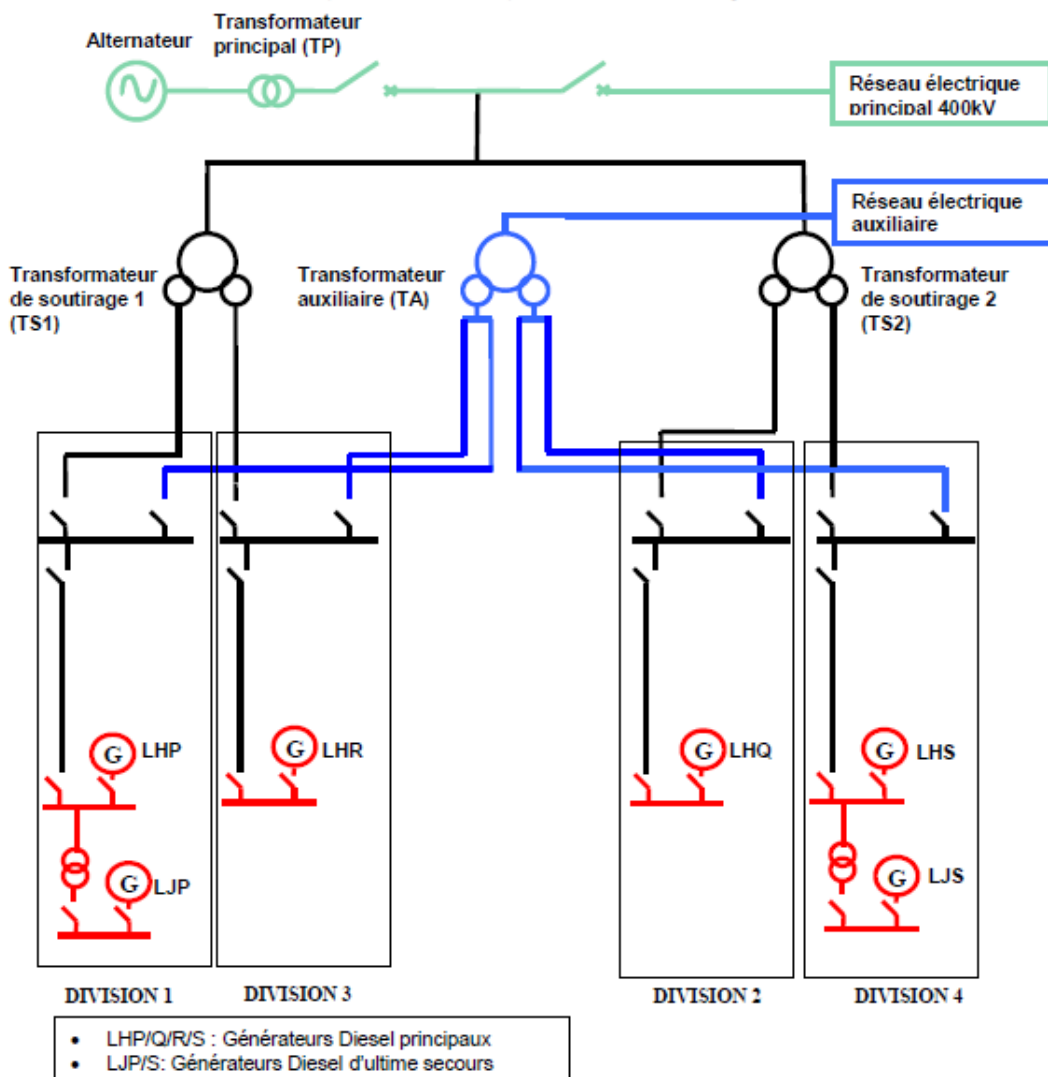 Alternateur
Transformateur
principal (TP)
Réseau électrique
principal 400kV
Réseau électrique
auxiliaire
Transformateur
de soutirage 1
(TS1)
Transformateur
auxiliaire (TA)
Transformateur
de soutirage 2
(TS2)
G LHP
G LHR
G LHQ
G LHS
G LJP
G LJS
DIVISION 1
DIVISION 3
DIVISION 2
DIVISION 4
• LHP/Q/R/S : Générateurs Diesel principaux
• LJP/S: Générateurs Diesel d'ultime secours